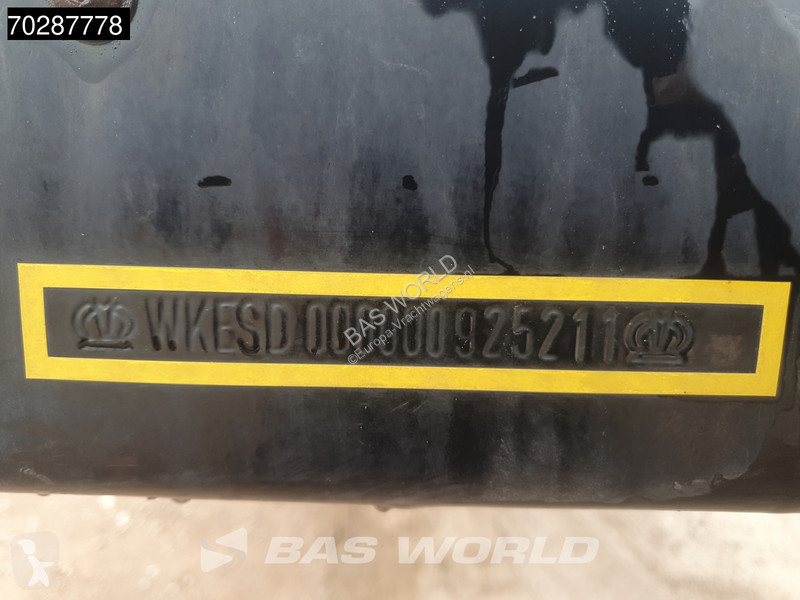 70287778
WKESD000000925211
BAS WORLD
©Europa-Vrachtwagens.nl
BAS WORLD